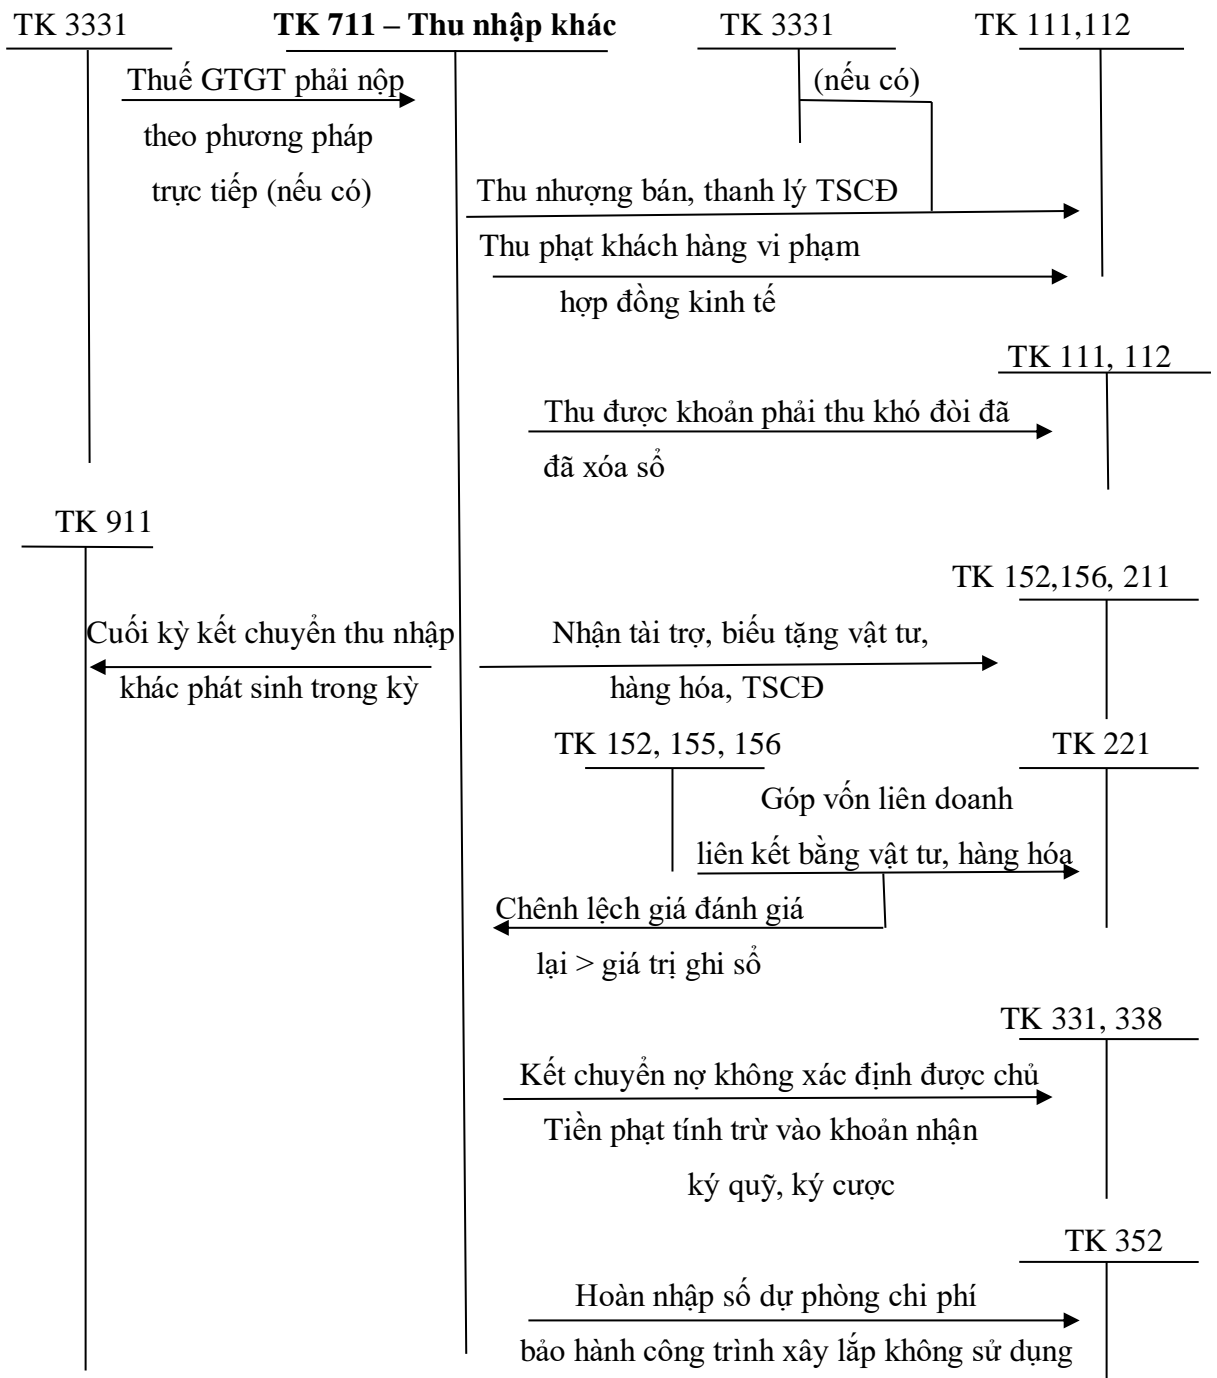 TK 3331 TK 711 – Thu nhập khác TK 3331 TK 111,112
Thuế GTGT phải nộp (nếu có)
theo phương pháp
trực tiếp (nếu có) Thu nhượng bán, thanh lý TSCĐ
Thu phạt khách hàng vi phạm
hợp đồng kinh tế
TK 111, 112
Thu được khoản phải thu khó đòi đã
đã xóa sổ
TK 911
TK 152,156, 211
Cuối kỳ kết chuyển thu nhập Nhận tài trợ, biếu tặng vật tư,
khác phát sinh trong kỳ hàng hóa, TSCĐ
TK 152, 155, 156 TK 221
Góp vốn liên doanh
liên kết bằng vật tư, hàng hóa
Chênh lệch giá đánh giá
lại > giá trị ghi sổ
TK 331, 338
Kết chuyển nợ không xác định được chủ
Tiền phạt tính trừ vào khoản nhận
ký quỹ, ký cược
TK 352
Hoàn nhập số dự phòng chi phí
bảo hành công trình xây lắp không sử dụng